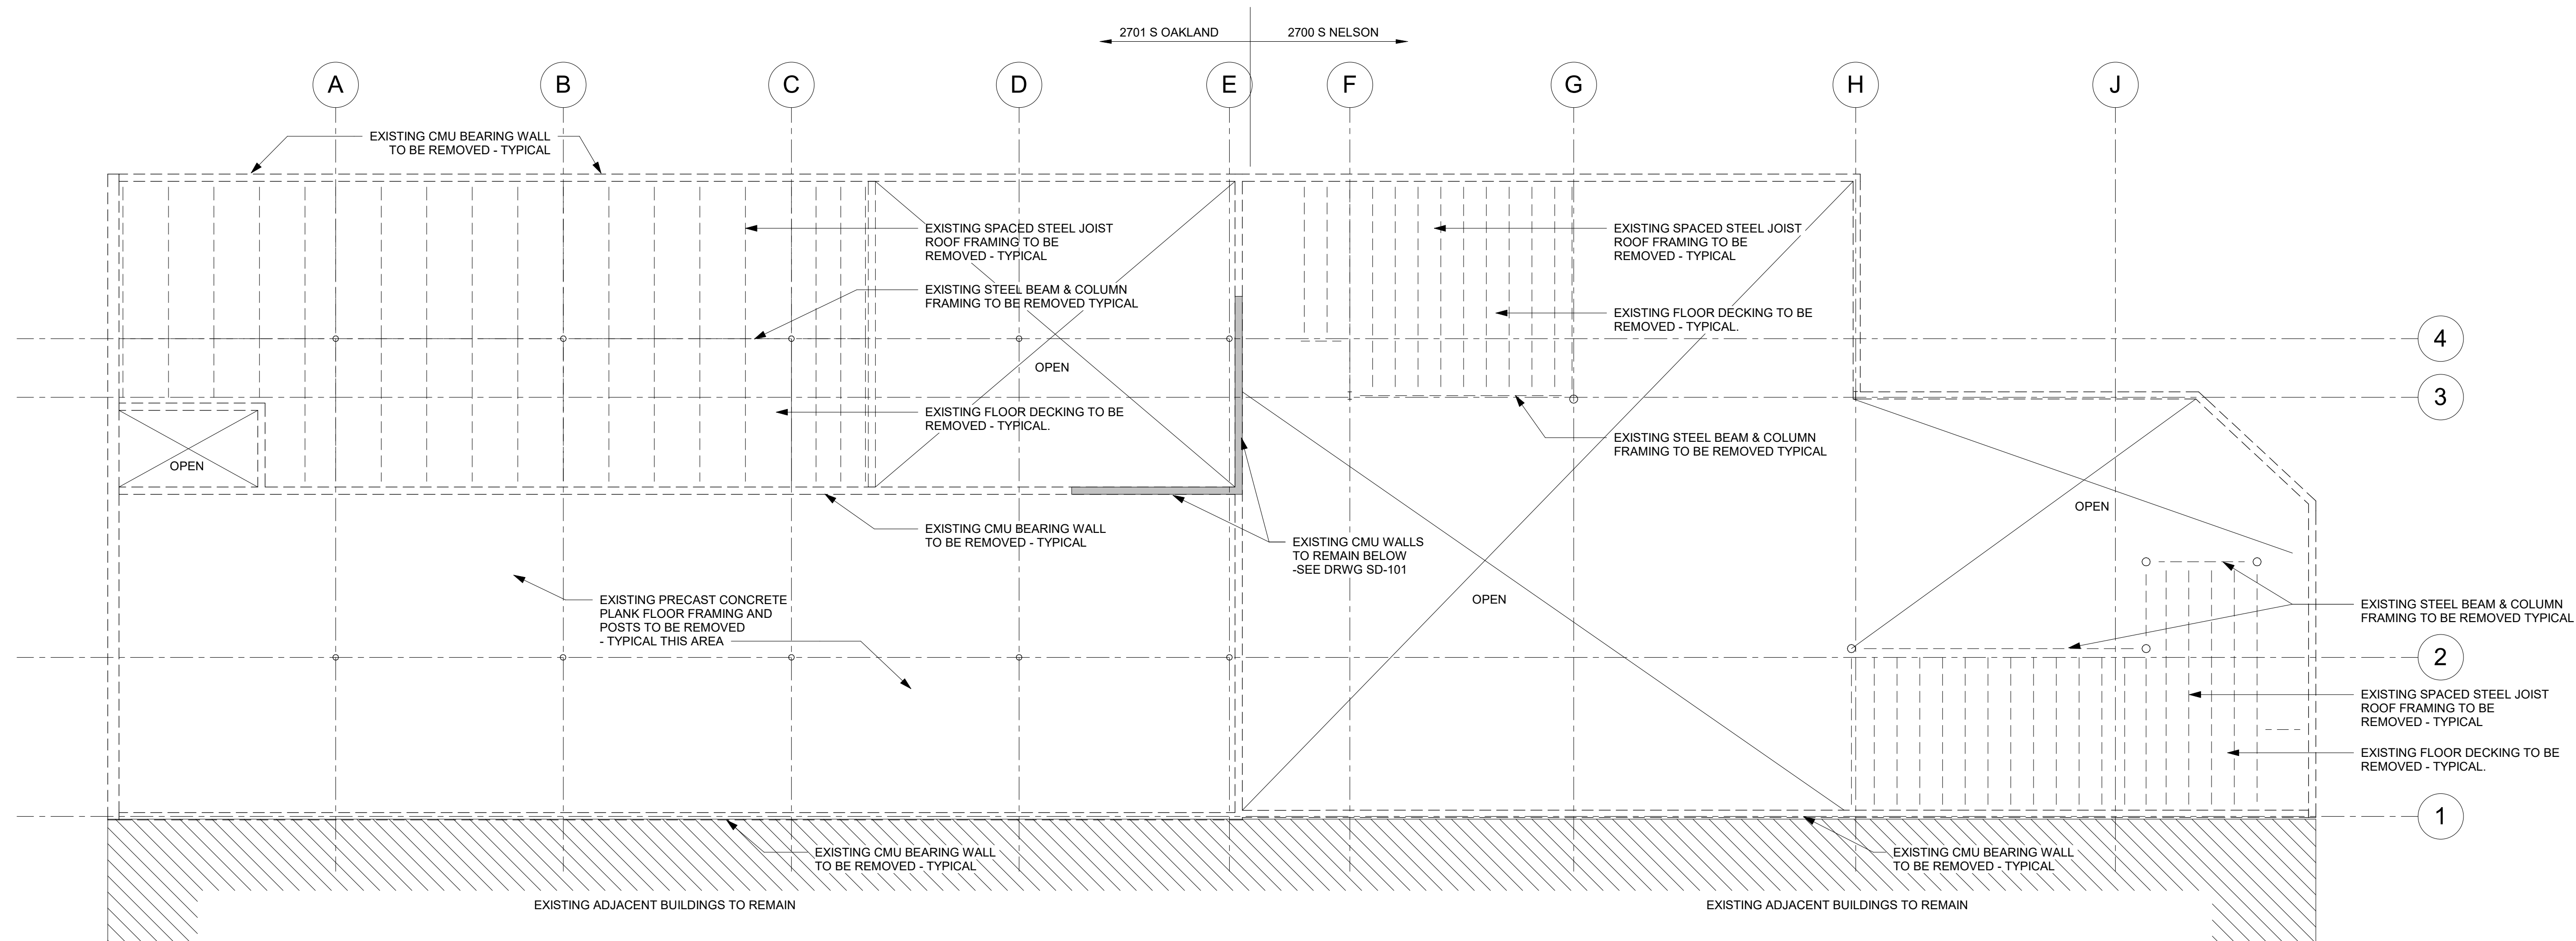 2701 S OAKLAND
2700 S NELSON
A
B
C
D
E
F
G
H
J
EXISTING CMU BEARING WALL
TO BE REMOVED - TYPICAL
EXISTING SPACED STEEL JOIST
ROOF FRAMING TO BE
REMOVED - TYPICAL
EXISTING STEEL BEAM & COLUMN
FRAMING TO BE REMOVED TYPICAL
OPEN
EXISTING FLOOR DECKING TO BE
REMOVED - TYPICAL.
OPEN
EXISTING CMU BEARING WALL
TO BE REMOVED - TYPICAL
EXISTING CMU WALLS
TO REMAIN BELOW
-SEE DRWG SD-101
EXISTING PRECAST CONCRETE
PLANK FLOOR FRAMING AND
POSTS TO BE REMOVED
- TYPICAL THIS AREA
EXISTING CMU BEARING WALL
TO BE REMOVED - TYPICAL
EXISTING ADJACENT BUILDINGS TO REMAIN
EXISTING SPACED STEEL JOIST
ROOF FRAMING TO BE
REMOVED - TYPICAL
EXISTING FLOOR DECKING TO BE
REMOVED - TYPICAL.
EXISTING STEEL BEAM & COLUMN
FRAMING TO BE REMOVED TYPICAL
OPEN
OPEN
EXISTING STEEL BEAM & COLUMN
FRAMING TO BE REMOVED TYPICAL
EXISTING SPACED STEEL JOIST
ROOF FRAMING TO BE
REMOVED - TYPICAL
EXISTING FLOOR DECKING TO BE
REMOVED - TYPICAL.
EXISTING CMU BEARING WALL
TO BE REMOVED - TYPICAL
EXISTING ADJACENT BUILDINGS TO REMAIN
4
3
2
1